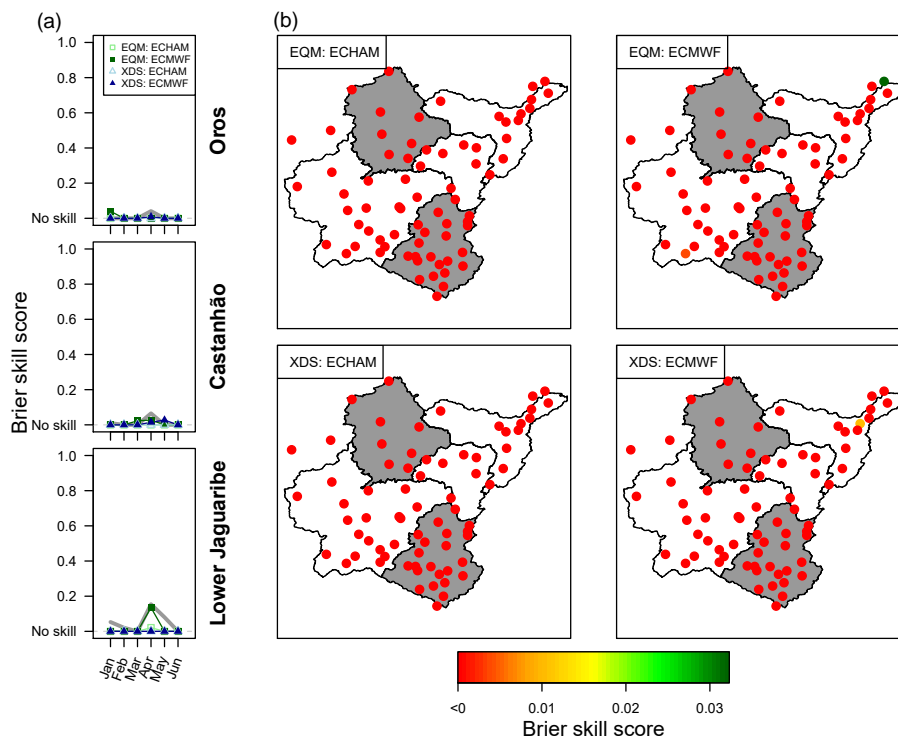 (a)
(b)
1.0
0.8
0.6
0.4
0.2
No skill
EQM: ECHAM
EQM: ECMWF
XDS: ECHAM
XDS: ECMWF
Oros
1.0
0.8
0.6
0.4
0.2
No skill
Castanhão
1.0
0.8
0.6
0.4
0.2
No skill
Lower Jaguaribe
Brier skill score
Jan
Feb
Mar
Apr
May
Jun
EQM: ECHAM
EQM: ECMWF
XDS: ECHAM
XDS: ECMWF
<0
0.01
0.02
0.03
Brier skill score